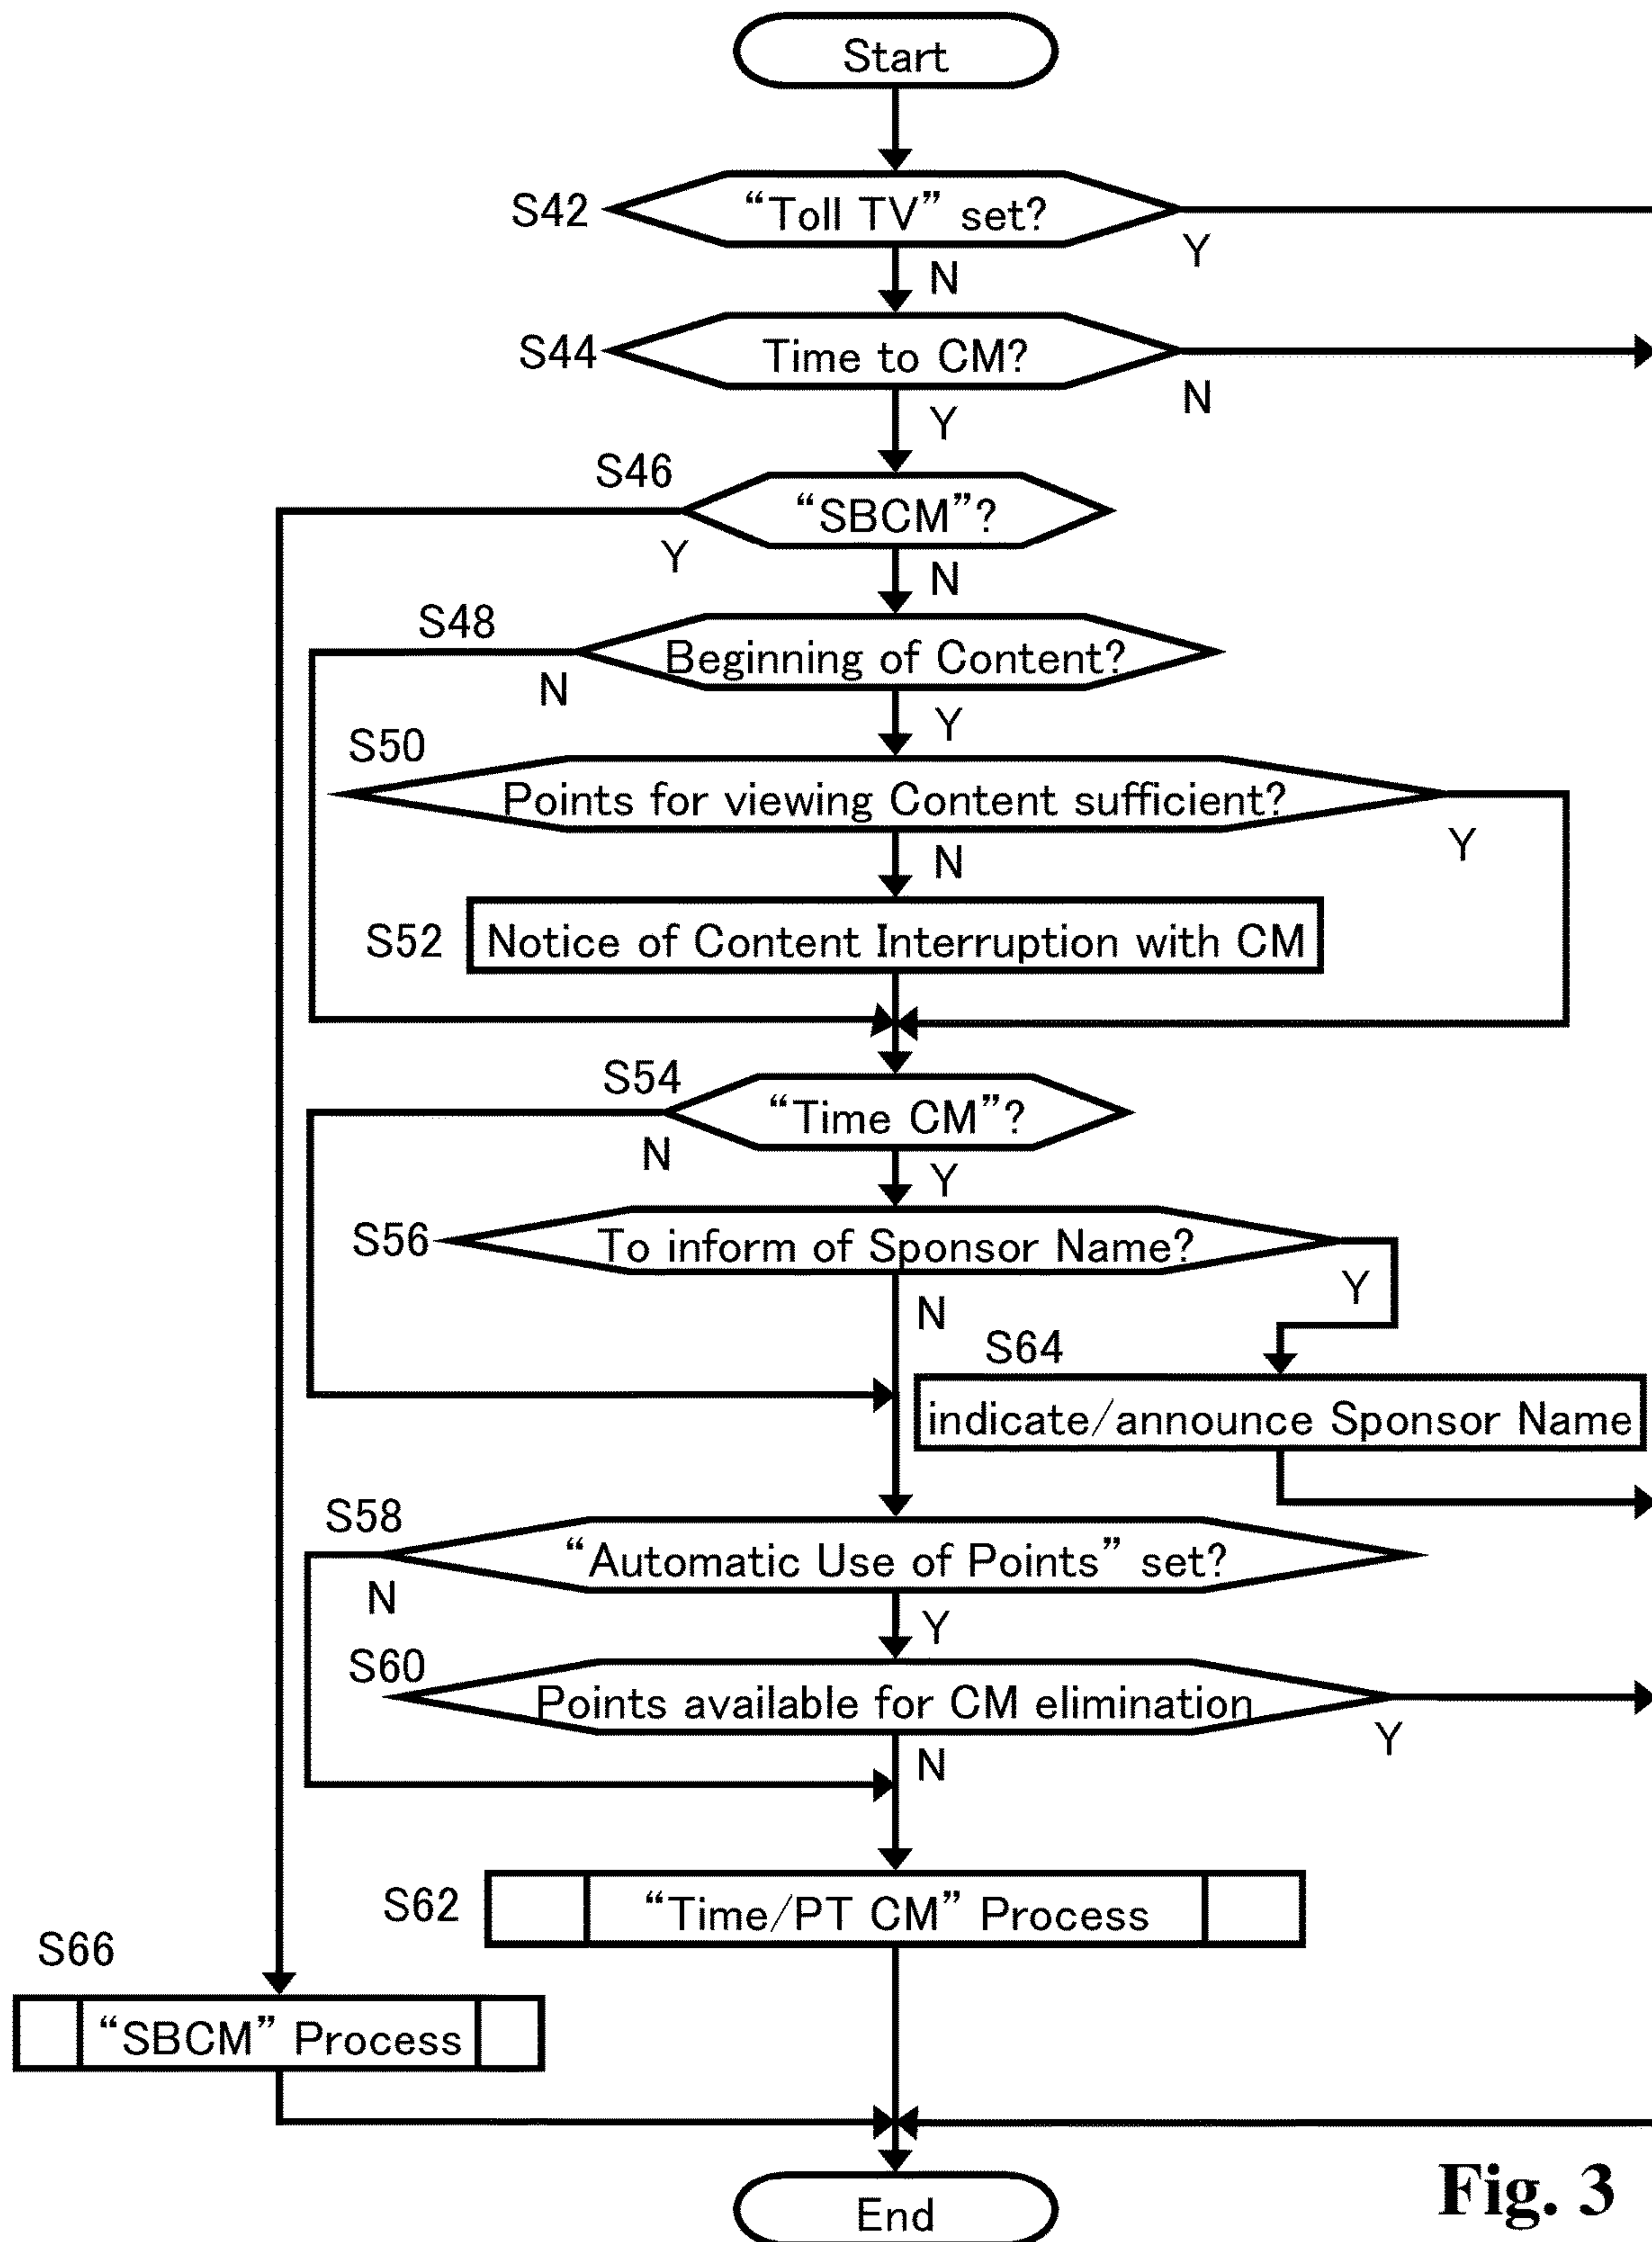 Start
S42
“Toll TV” set?
Y
N
S44
Time to CM?
N
Y
S46
“SBCM”?
Y
N
S48
Beginning of Content?
N
Y
S50
Points for viewing Content sufficient?
Y
N
S52
Notice of Content Interruption with CM
S54
“Time CM”?
N
Y
S56
To inform of Sponsor Name?
Y
N
S64
indicate/announce Sponsor Name
S58
“Automatic Use of Points” set?
N
Y
S60
Points available for CM elimination
Y
N
S62
“Time/PT CM” Process
S66
“SBCM” Process
End
Fig. 3